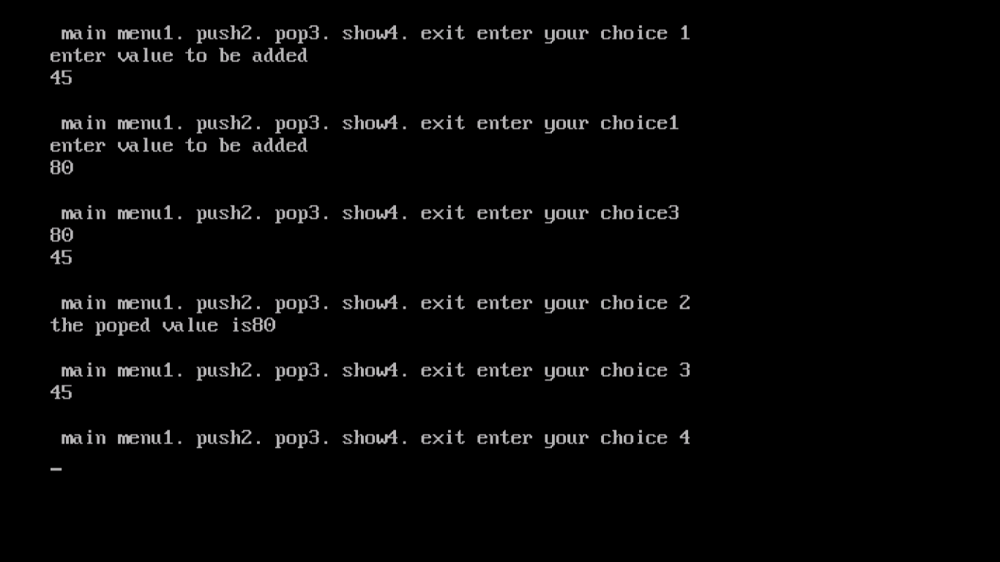 main menu1. push2. pop3. show4. exit enter your choice 1
enter value to be added
45
main menu1. push2. pop3. show4. exit enter your choice1
enter value to be added
80
main menu1. push2. pop3. show4. exit enter your choice3
80
45
main menu1. push2. pop3. show4. exit enter your choice 2
the poped value is80
main menu1. push2. pop3. show4. exit enter your choice 3
45
main menu1. push2. pop3. show4. exit enter your choice 4
_